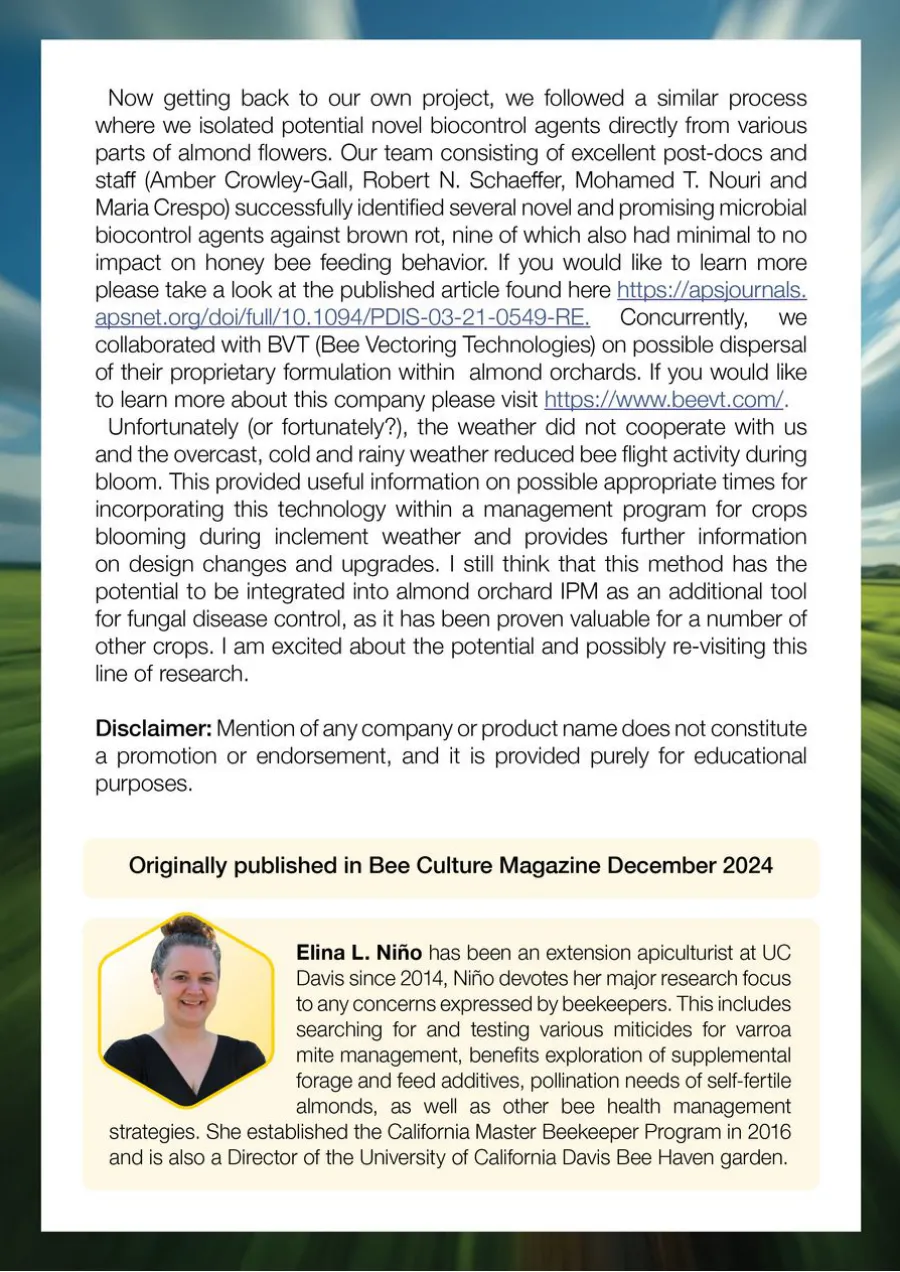 Now getting back to our own project, we followed a similar process
where we isolated potential novel biocontrol agents directly from various
parts of almond flowers. Our team consisting of excellent post-docs and
staff (Amber Crowley-Gall, Robert N. Schaeffer, Mohamed T. Nouri and
Maria Crespo) successfully identified several novel and promising microbial
biocontrol agents against brown rot, nine of which also had minimal to no
impact on honey bee feeding behavior. If you would like to learn more
please take a look at the published article found here https://apsjournals.
apsnet.org/doi/full/10.1094/PDIS-03-21-0549-RE. Concurrently, we
collaborated with BVT (Bee Vectoring Technologies) on possible dispersal
of their proprietary formulation within almond orchards. If you would like
to learn more about this company please visit https://www.beevt.com/.
Unfortunately (or fortunately?), the weather did not cooperate with us
and the overcast, cold and rainy weather reduced bee flight activity during
bloom. This provided useful information on possible appropriate times for
incorporating this technology within a management program for crops
blooming during inclement weather and provides further information
on design changes and upgrades. I still think that this method has the
potential to be integrated into almond orchard IPM as an additional tool
for fungal disease control, as it has been proven valuable for a number of
other crops. I am excited about the potential and possibly re-visiting this
line of research.
Disclaimer: Mention of any company or product name does not constitute
a promotion or endorsement, and it is provided purely for educational
purposes.
Originally published in Bee Culture Magazine December 2024
Elina L. Niño has been an extension apiculturist at UC
Davis since 2014, Niño devotes her major research focus
to any concerns expressed by beekeepers. This includes
searching for and testing various miticides for varroa
mite management, benefits exploration of supplemental
forage and feed additives, pollination needs of self-fertile
almonds, as well as other bee health management
strategies. She established the California Master Beekeeper Program in 2016
and is also a Director of the University of California Davis Bee Haven garden.